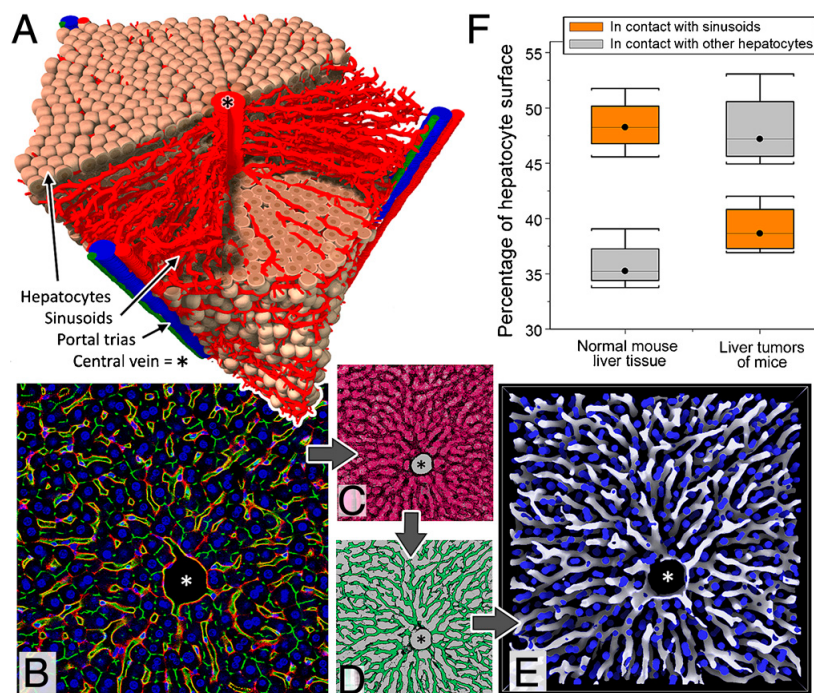 A
*
Hepatocytes
Sinusoids
Portal trias
Central vein = *
F
In contact with sinusoids
In contact with other hepatocytes
Percentage of hepatocyte surface
55
50
45
40
35
30
Normal mouse
liver tissue
Liver tumors
of mice
B
*
C
*
D
*
E
*